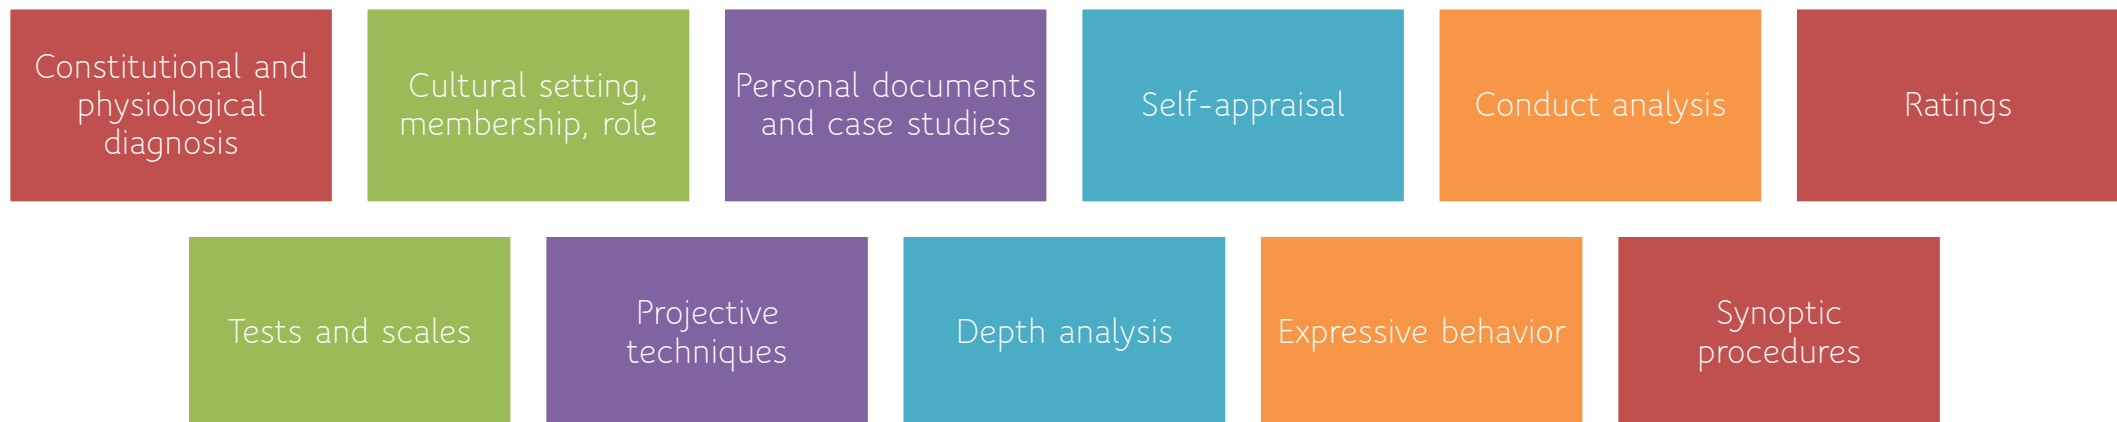 Constitutional and
physiological
diagnosis
Cultural setting,
membership, role
Personal documents
and case studies
Self-appraisal
Conduct analysis
Ratings
Tests and scales
Projective
techniques
Depth analysis
Expressive behavior
Synoptic
procedures